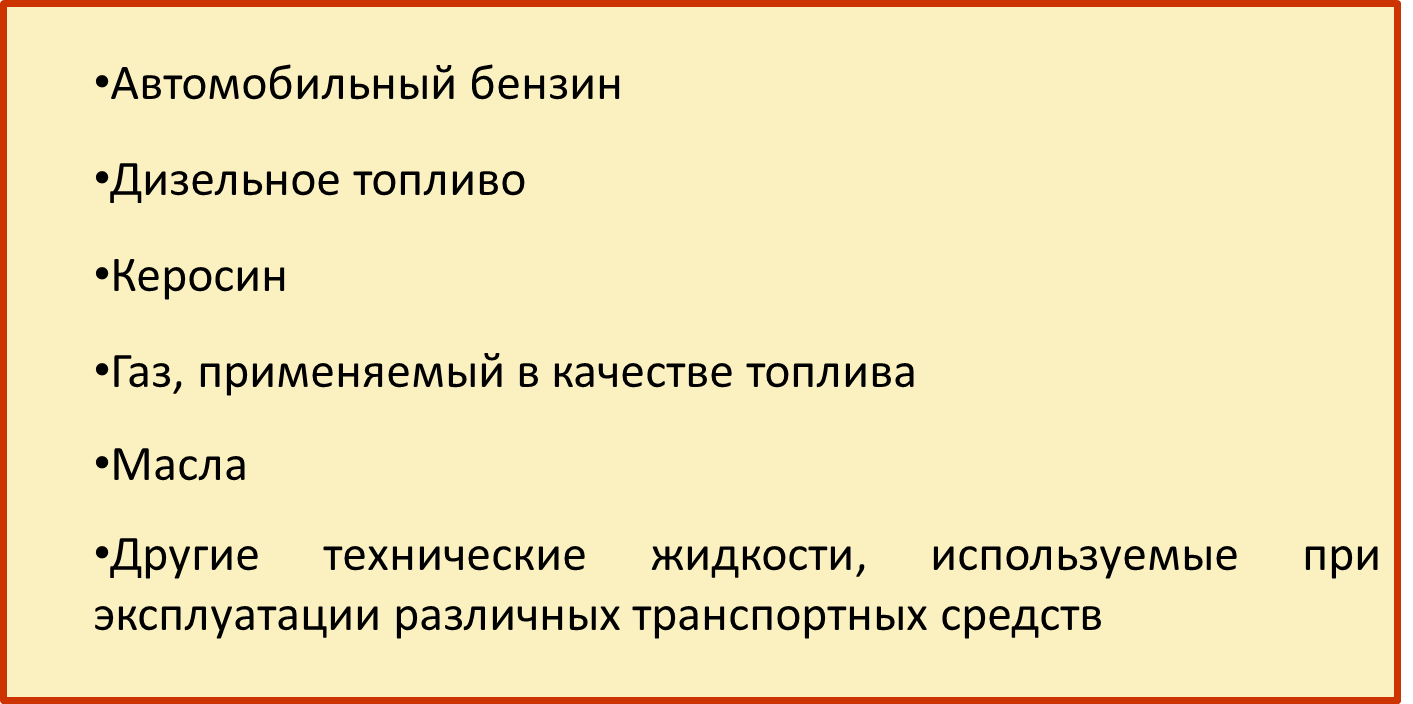 •Автомобильный бензин
•Дизельное топливо
•Керосин
•Газ, применяемый в качестве топлива
•Масла
•Другие технические жидкости, используемые при
эксплуатации различных транспортных средств